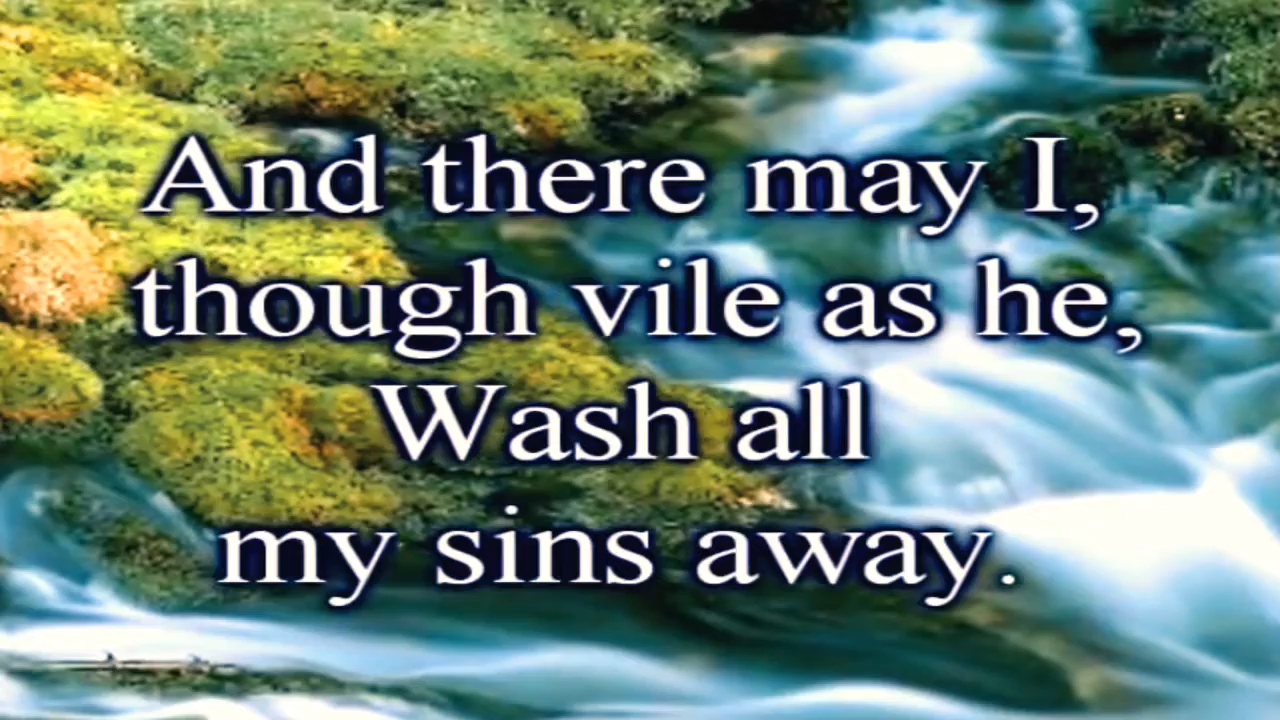 And there may I,
though vile as he,
Wash all
my sins away.